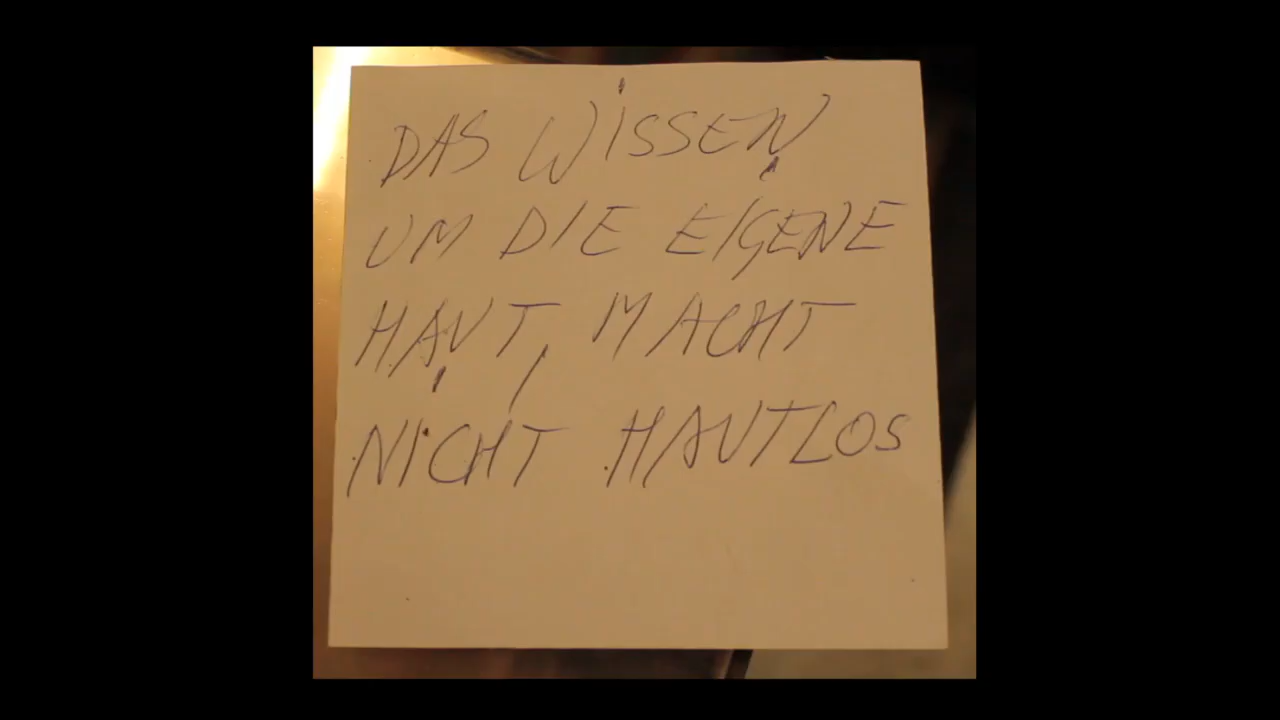 DAS WiSSEN
UM DIE EIGENE
HAUT, MACHT
NiCHT HAUTLOS